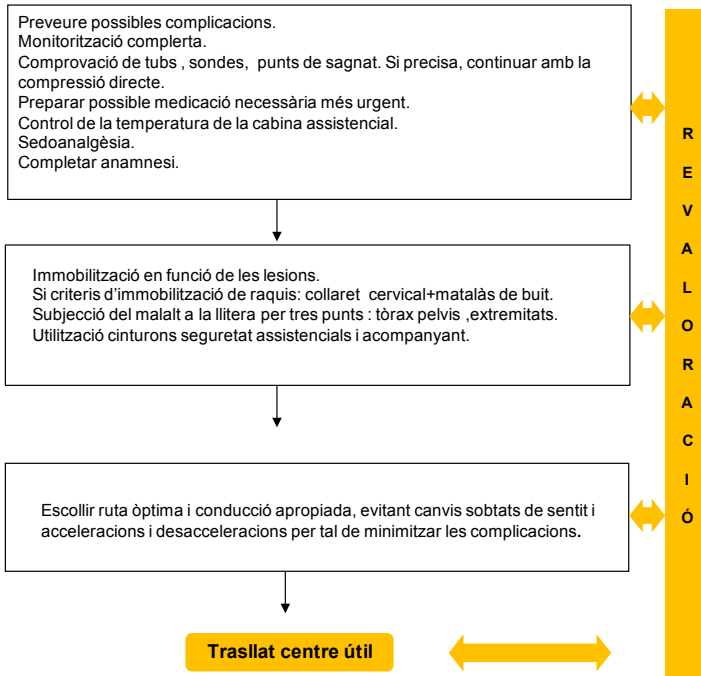 Preveure possibles complicacions.
Monitorització complerta.
Comprovació de tubs , sondes, punts de sagnat. Si precisa, continuar amb la
compressió directe.
Preparar possible medicació necessària més urgent.
Control de la temperatura de la cabina assistencial.
Sedoanalgèsia.
Completar anamnesi.
Immobilització en funció de les lesions.
Si criteris d'immobilització de raquis: collaret cervical+matalàs de buit.
Subjecció del malalt a la llitera per tres punts : tòrax pelvis ,extremitats.
Utilització cinturons seguretat assistencials i acompanyant.
Escollir ruta òptima i conducció apropiada, evitant canvis sobtats de sentit i
acceleracions i desacceleracions per tal de minimitzar les complicacions.
Trasllat centre útil
R
E
V
A
L
O
R
A
C
I
Ó